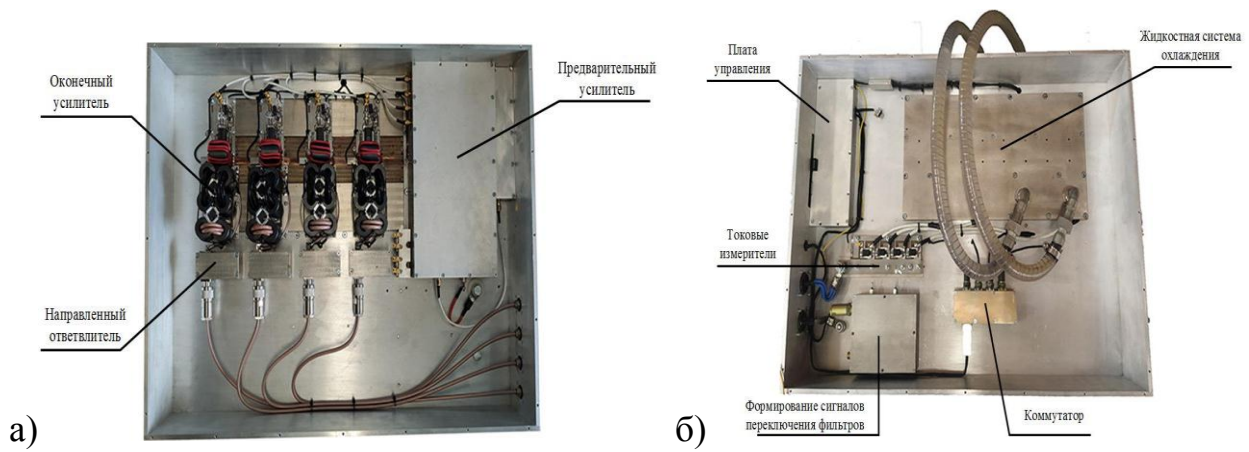 Оконечный
усилитель
Предварительный
усилитель
Направленный
ответвлитель
а)
Плата
управления
Жидкостная система
охлаждения
Токовые
измерители
Формирование сигналов
переключения фильтров
Коммутатор
б)